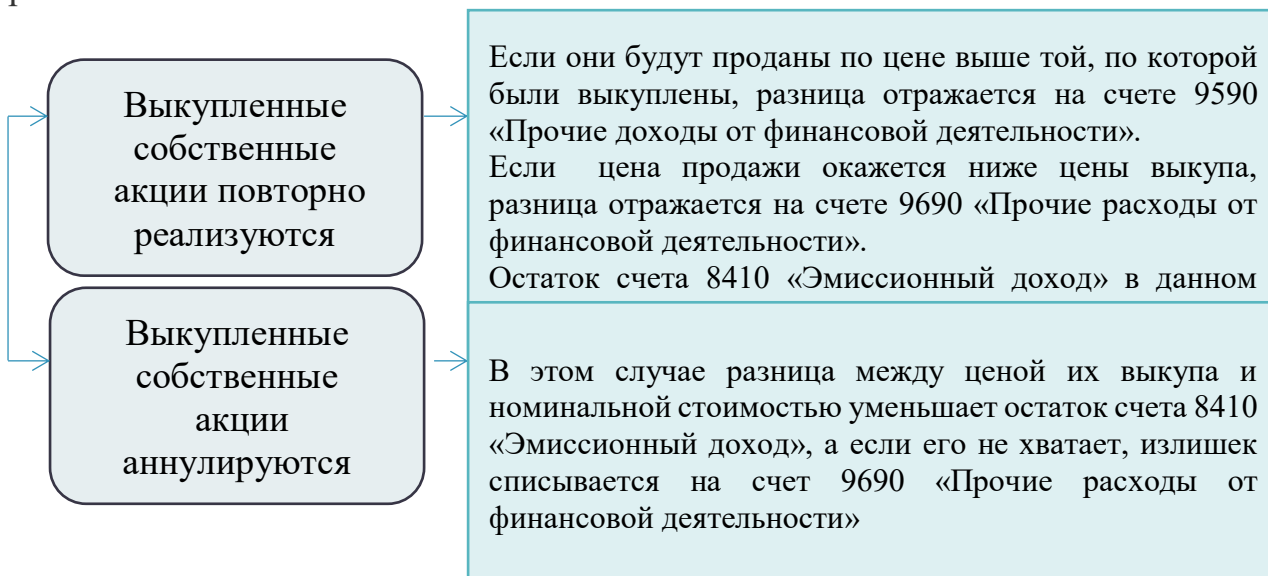 Выкупленные
собственные
акции повторно
реализуются
Если они будут проданы по цене выше той, по которой
были выкуплены, разница отражается на счете 9590
«Прочие доходы от финансовой деятельности».
Если цена продажи окажется ниже цены выкупа,
разница отражается на счете 9690 «Прочие расходы от
финансовой деятельности».
Остаток счета 8410 «Эмиссионный доход» в данном
Выкупленные
собственные
акции
аннулируются
В этом случае разница между ценой их выкупа и
номинальной стоимостью уменьшает остаток счета 8410
«Эмиссионный доход», а если его не хватает, излишек
списывается на счет 9690 «Прочие расходы от
финансовой деятельности»